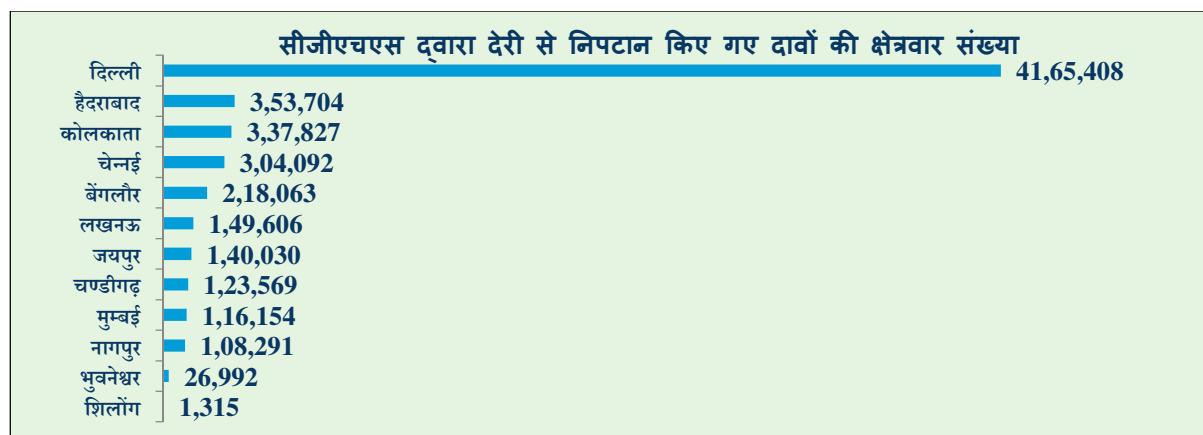 सीजीएचएस द्वारा देरी से निपटान किए गए दावों की क्षेत्रवार संख्या
दिल्ली 41,65,408
हैदराबाद 3,53,704
कोलकाता 3,37,827
चेन्नई 3,04,092
बेंगलौर 2,18,063
लखनऊ 1,49,606
जयपुर 1,40,030
चण्डीगढ़ 1,23,569
मुम्बई 1,16,154
नागपुर 1,08,291
भुवनेश्वर 26,992
शिलोंग 1,315